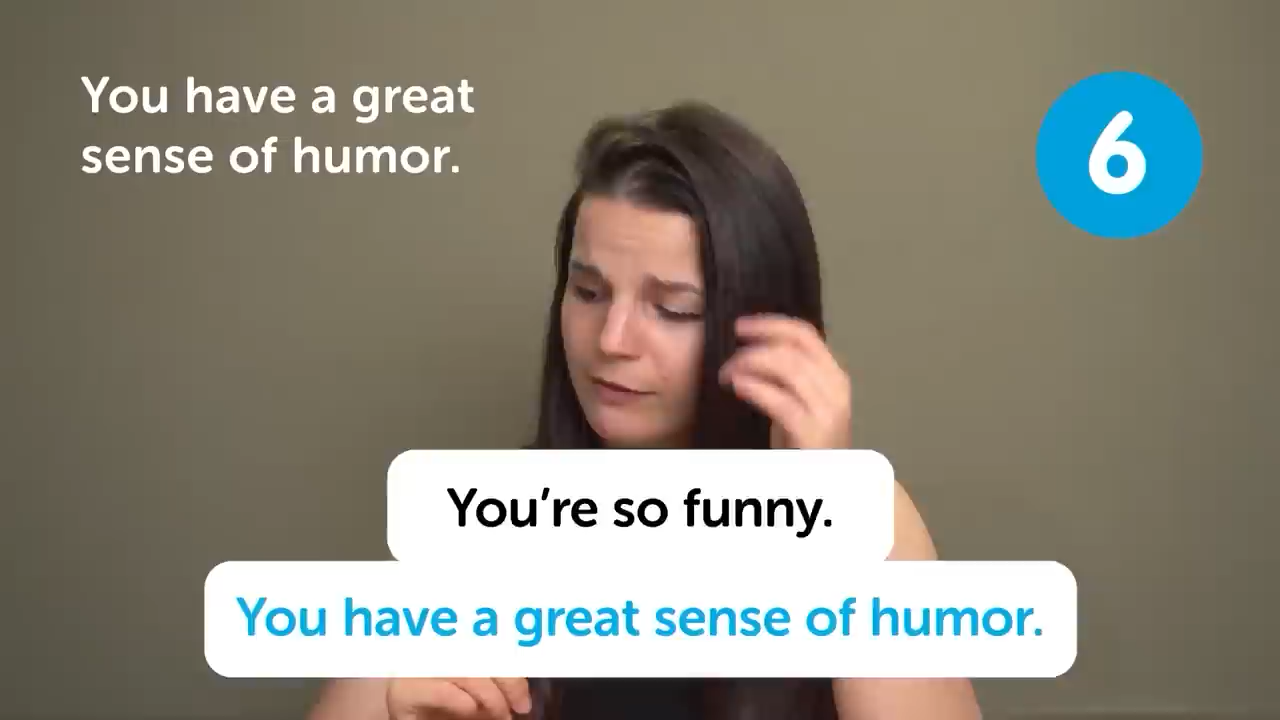 You have a great
sense of humor.
6
You're so funny.
You have a great sense of humor.